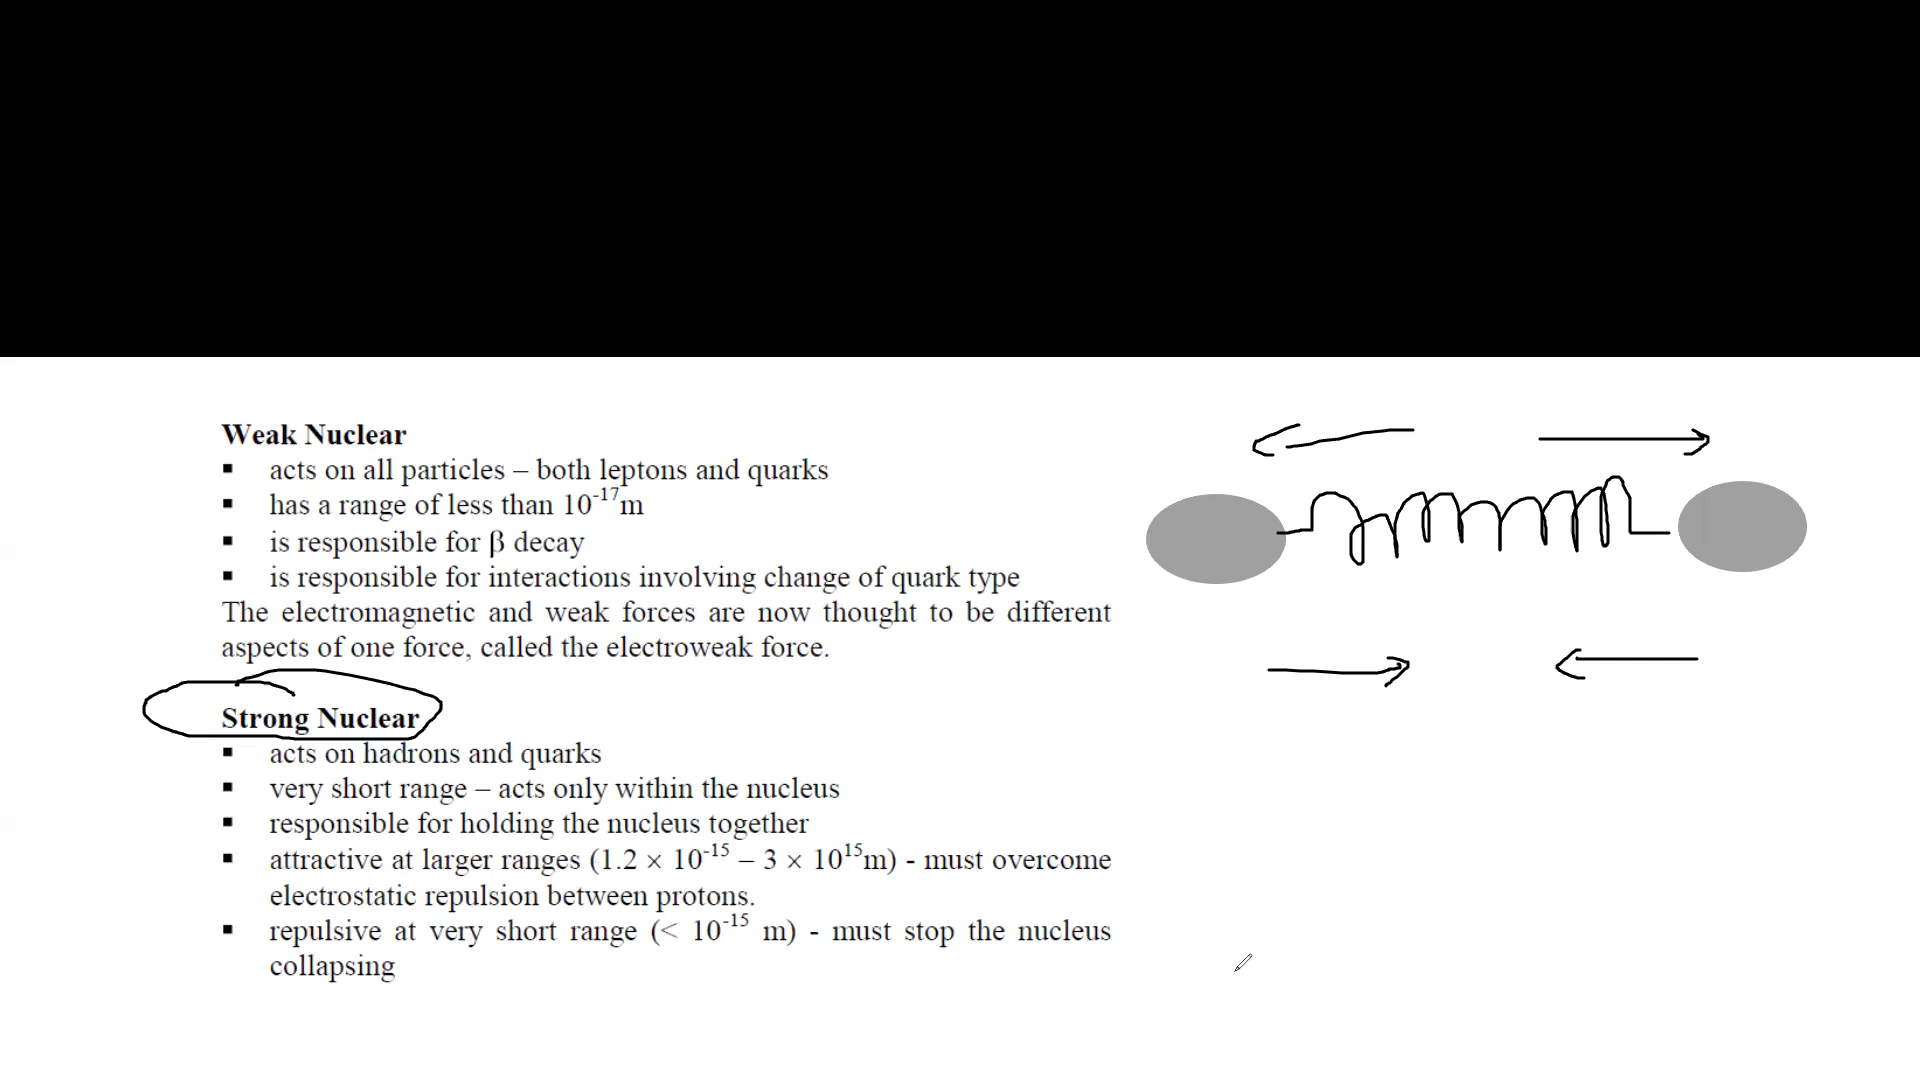 Weak Nuclear
▪ acts on all particles – both leptons and quarks
▪ has a range of less than 10⁻¹⁷m
▪ is responsible for β decay
▪ is responsible for interactions involving change of quark type
The electromagnetic and weak forces are now thought to be different
aspects of one force, called the electroweak force.
Strong Nuclear
▪ acts on hadrons and quarks
▪ very short range – acts only within the nucleus
▪ responsible for holding the nucleus together
▪ attractive at larger ranges (1.2 × 10⁻¹⁵ – 3 × 10¹⁵m) - must overcome
electrostatic repulsion between protons.
▪ repulsive at very short range (< 10⁻¹⁵ m) - must stop the nucleus
collapsing